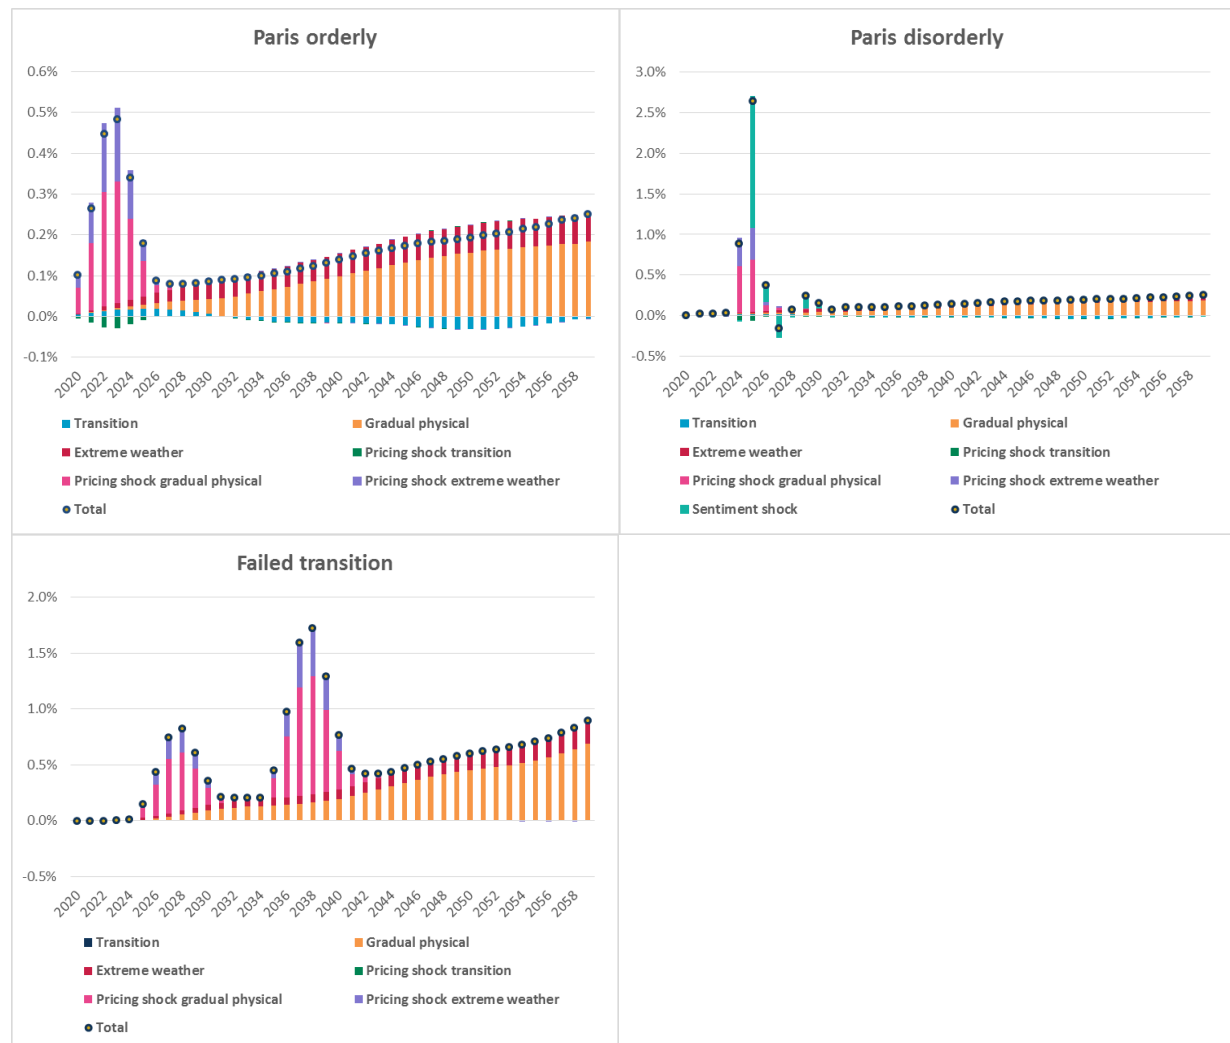 Paris orderly
0.6%
0.5%
0.4%
0.3%
0.2%
0.1%
0.0%
-0.1%
2020 2022 2024 2026 2028 2030 2032 2034 2036 2038 2040 2042 2044 2046 2048 2050 2052 2054 2056 2058
Transition Gradual physical
Extreme weather Pricing shock transition
Pricing shock gradual physical Pricing shock extreme weather
Total
Paris disorderly
3.0%
2.5%
2.0%
1.5%
1.0%
0.5%
0.0%
-0.5%
2020 2022 2024 2026 2028 2030 2032 2034 2036 2038 2040 2042 2044 2046 2048 2050 2052 2054 2056 2058
Transition Gradual physical
Extreme weather Pricing shock transition
Pricing shock gradual physical Pricing shock extreme weather
Sentiment shock Total
Failed transition
2.0%
1.5%
1.0%
0.5%
0.0%
-0.5%
2020 2022 2024 2026 2028 2030 2032 2034 2036 2038 2040 2042 2044 2046 2048 2050 2052 2054 2056 2058
Transition Gradual physical
Extreme weather Pricing shock transition
Pricing shock gradual physical Pricing shock extreme weather
Total